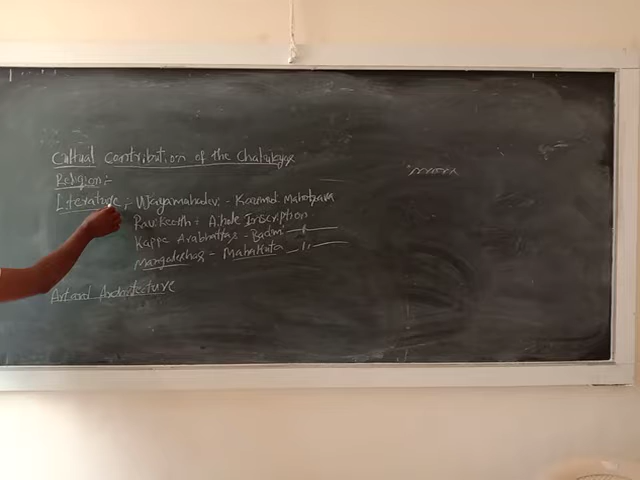 Cultural contribution of the Chalukyas
Religion:-
Literature:- Vijayamahadevi - Kaumudi Mahotsava
Ravikeerthi: Aihole Inscription
Kappe Arabhattas - Badami —"—
Mangaleshas - Mahakuta —"—
Art and Architecture